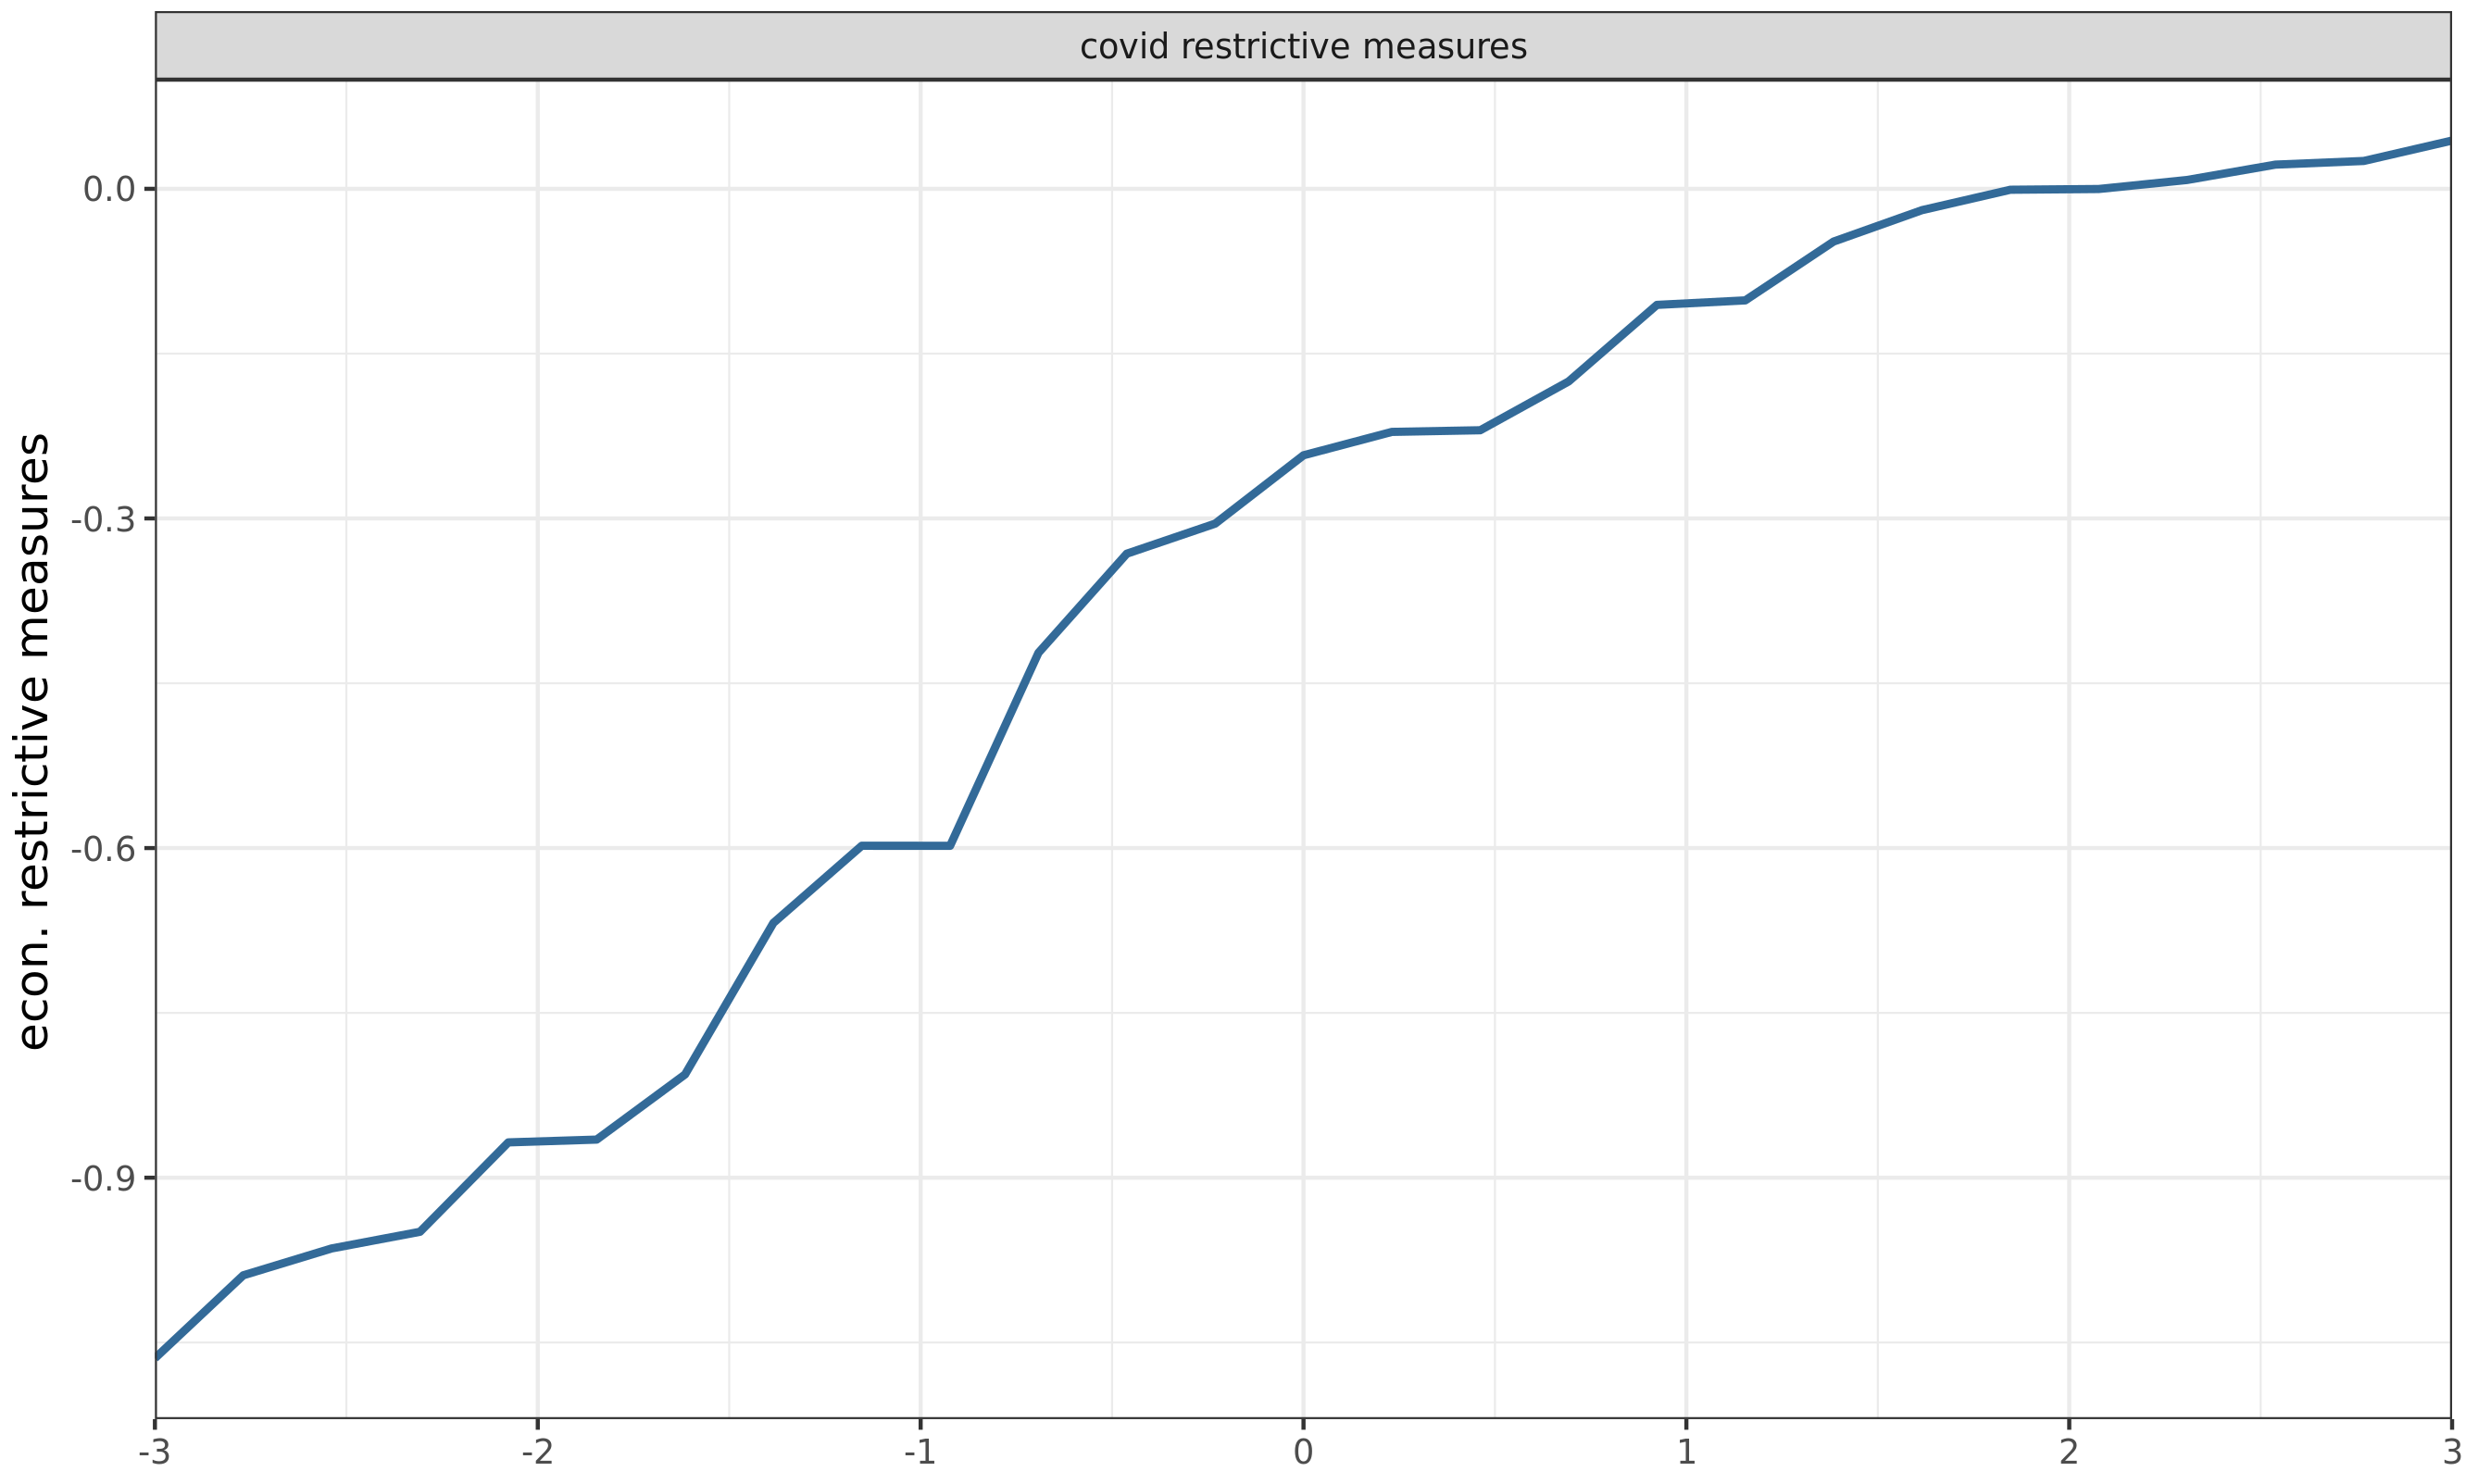 covid restrictive measures
econ. restrictive measures
0.0
-0.3
-0.6
-0.9
-3 -2 -1 0 1 2 3